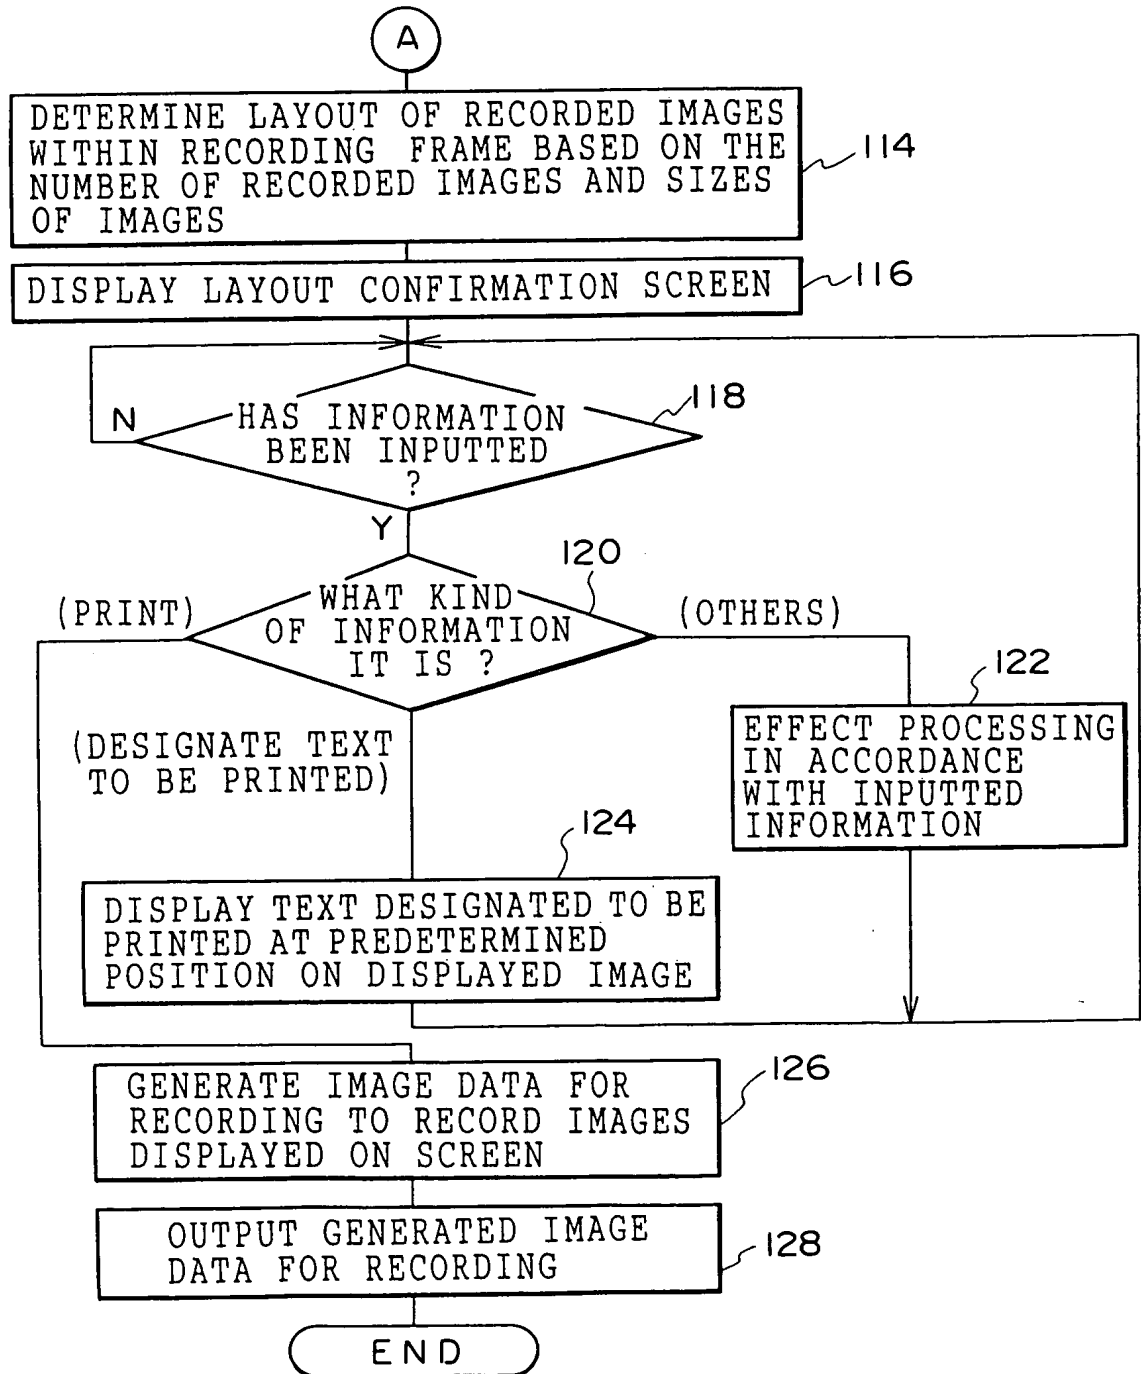 A
DETERMINE LAYOUT OF RECORDED IMAGES
WITHIN RECORDING FRAME BASED ON THE
NUMBER OF RECORDED IMAGES AND SIZES
OF IMAGES
114
DISPLAY LAYOUT CONFIRMATION SCREEN
116
N
HAS INFORMATION
BEEN INPUTTED
?
118
Y
120
(PRINT)
WHAT KIND
OF INFORMATION
IT IS ?
(OTHERS)
122
(DESIGNATE TEXT
TO BE PRINTED)
EFFECT PROCESSING
IN ACCORDANCE
WITH INPUTTED
INFORMATION
124
DISPLAY TEXT DESIGNATED TO BE
PRINTED AT PREDETERMINED
POSITION ON DISPLAYED IMAGE
GENERATE IMAGE DATA FOR
RECORDING TO RECORD IMAGES
DISPLAYED ON SCREEN
126
OUTPUT GENERATED IMAGE
DATA FOR RECORDING
128
END